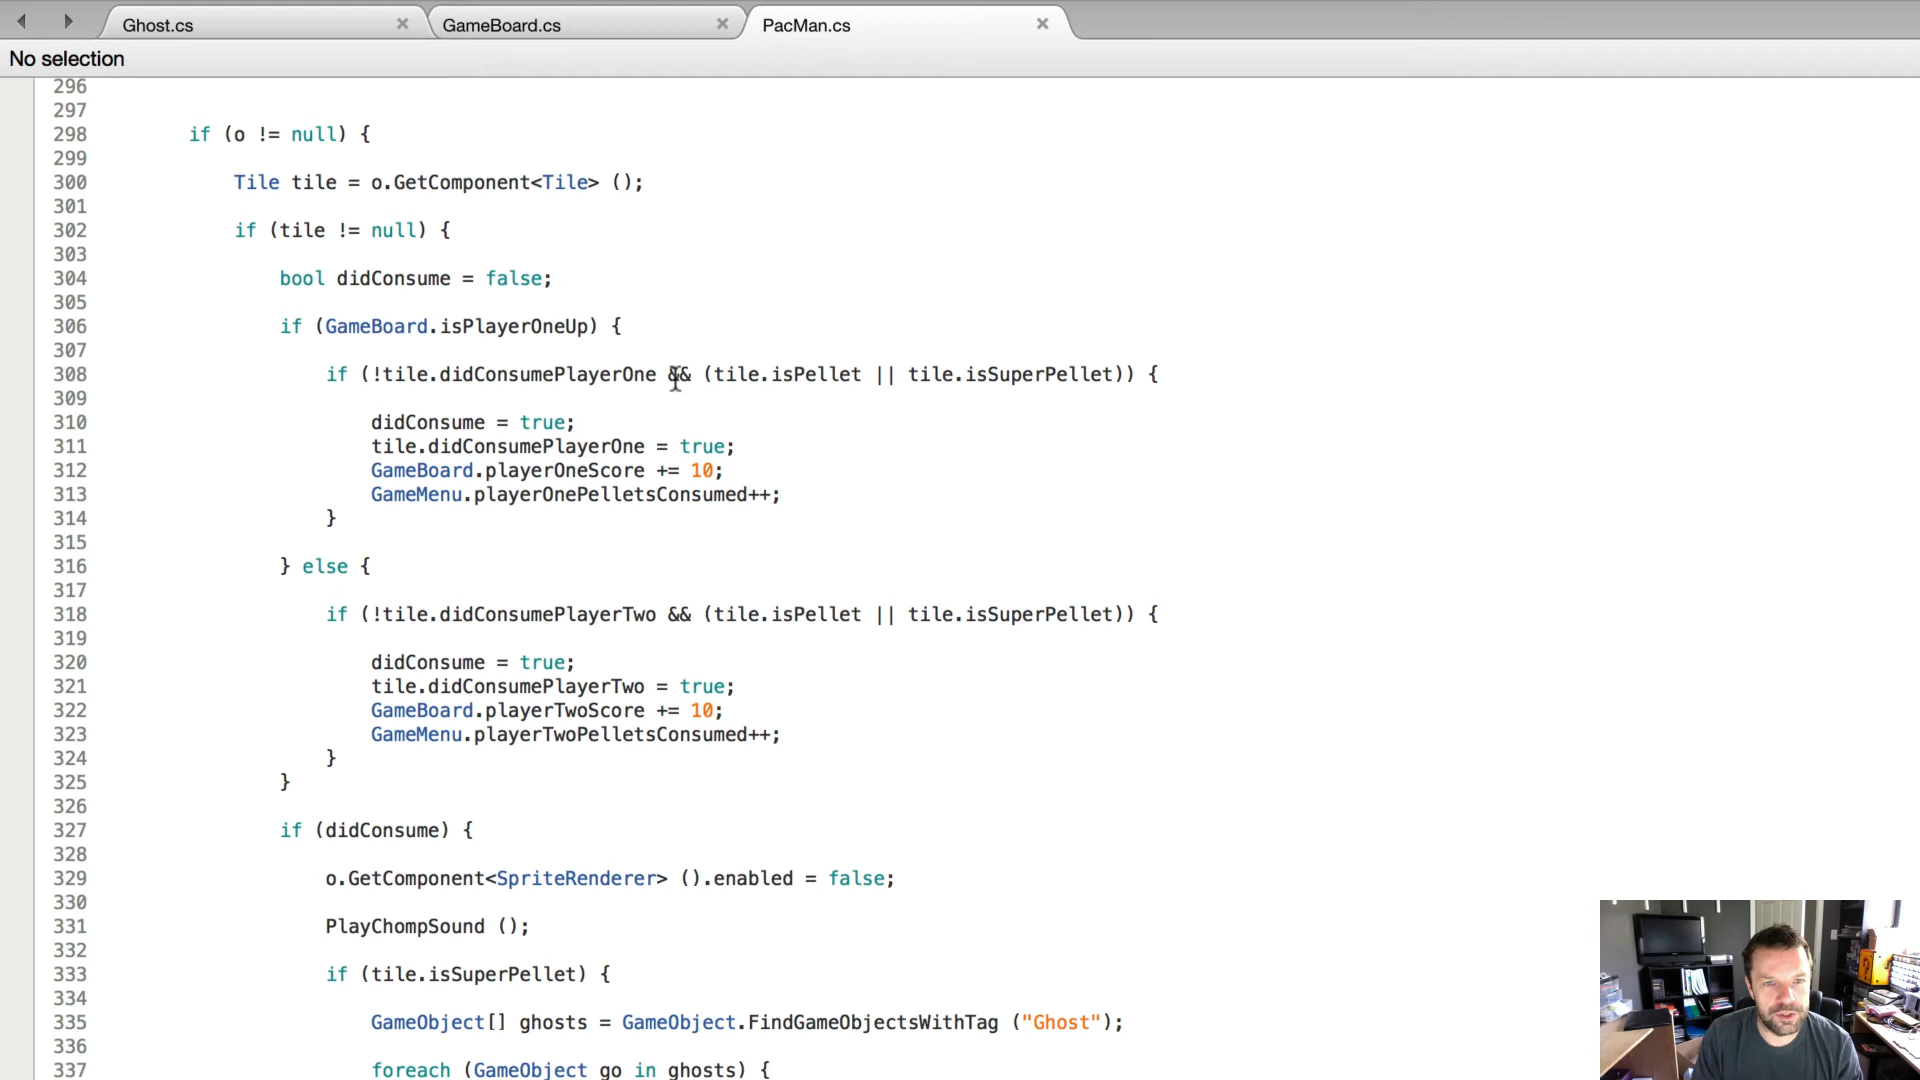 Ghost.cs
GameBoard.cs
PacMan.cs
No selection
296
297
298 if (o != null) {
299
300 Tile tile = o.GetComponent<Tile> ();
301
302 if (tile != null) {
303
304 bool didConsume = false;
305
306 if (GameBoard.isPlayerOneUp) {
307
308 if (!tile.didConsumePlayerOne && (tile.isPellet || tile.isSuperPellet)) {
309
310 didConsume = true;
311 tile.didConsumePlayerOne = true;
312 GameBoard.playerOneScore += 10;
313 GameMenu.playerOnePelletsConsumed++;
314 }
315
316 } else {
317
318 if (!tile.didConsumePlayerTwo && (tile.isPellet || tile.isSuperPellet)) {
319
320 didConsume = true;
321 tile.didConsumePlayerTwo = true;
322 GameBoard.playerTwoScore += 10;
323 GameMenu.playerTwoPelletsConsumed++;
324 }
325 }
326
327 if (didConsume) {
328
329 o.GetComponent<SpriteRenderer> ().enabled = false;
330
331 PlayChompSound ();
332
333 if (tile.isSuperPellet) {
334
335 GameObject[] ghosts = GameObject.FindGameObjectsWithTag ("Ghost");
336
337 foreach (GameObject go in ghosts) {